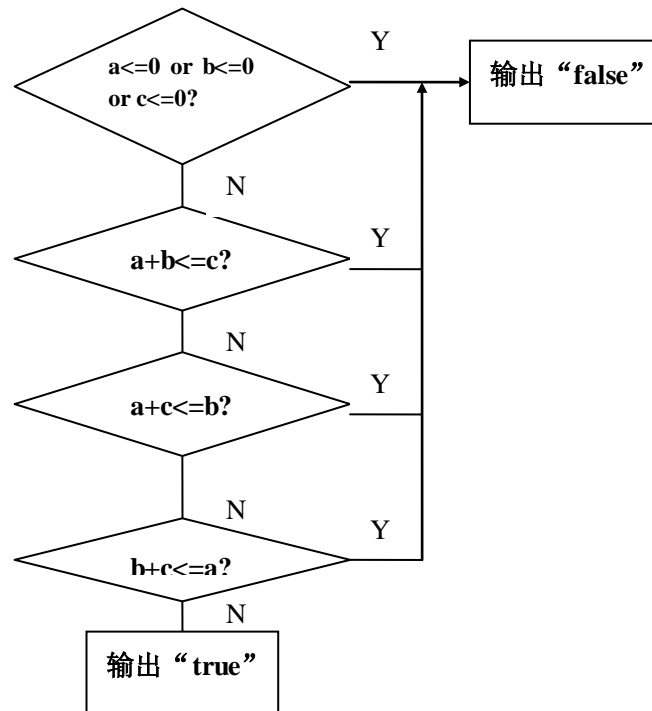 Y
a<=0 or b<=0
or c<=0?
输出“false”
N
Y
a+b<=c?
N
Y
a+c<=b?
N
Y
b+c<=a?
N
输出“true”